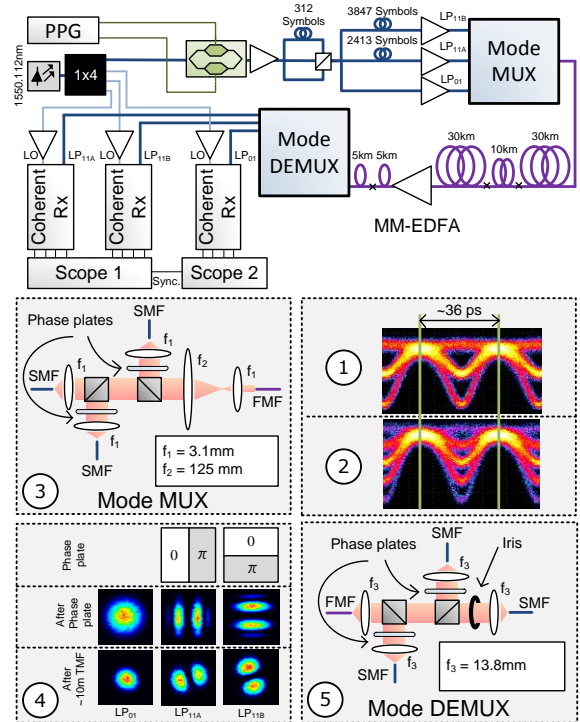 312
Symbols
3847 Symbols
LP11B
PPG
2413 Symbols
LP11A
Mode
MUX
1x4
1550.112nm
LP01
LO
LP11A
LO
LP11B
LO
LP01
Mode
DEMUX
30km
10km
30km
5km
5km
MM-EDFA
Coherent
Rx
Coherent
Rx
Coherent
Rx
Scope 1
Sync.
Scope 2
SMF
Phase plates
f1
f2
f1
SMF
f1
FMF
f1
SMF
f1 = 3.1mm
f2 = 125 mm
3
Mode MUX
~36 ps
1
2
Phase
plate
0
π
0
π
After
Phase
plate
After
~10m TMF
4
LP01
LP11A
LP11B
SMF
Iris
Phase plates
f3
f3
f3
FMF
SMF
f3
SMF
f3 = 13.8mm
5
Mode DEMUX